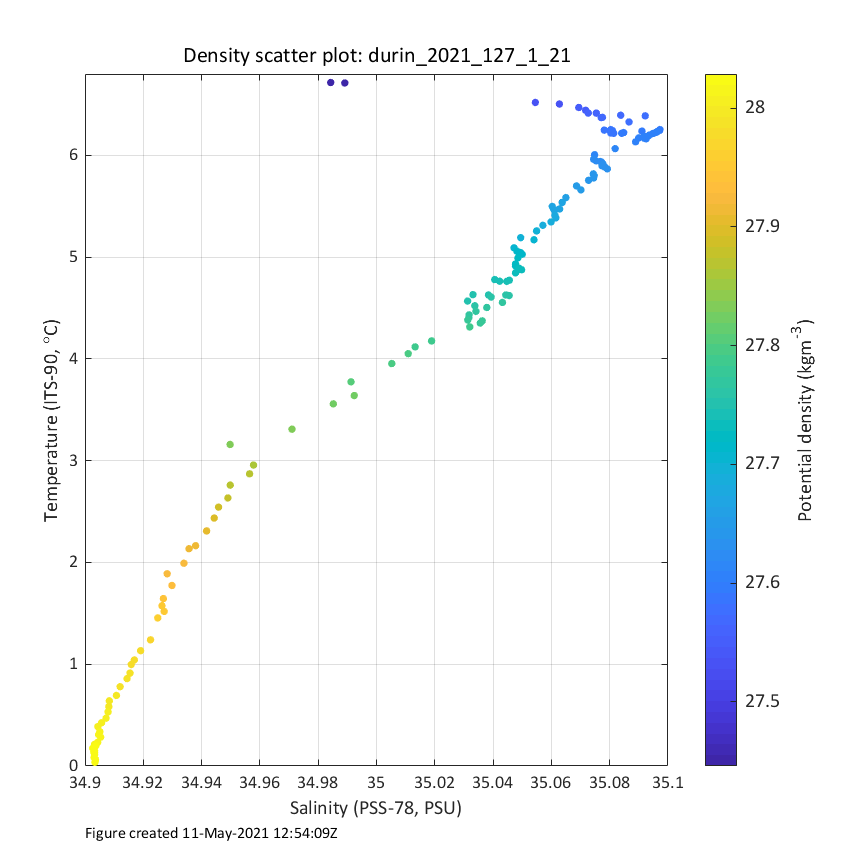 Density scatter plot: durin_2021_127_1_21
28
27.9
27.8
27.7
27.6
27.5
Potential density (kgm-3)
6
5
4
3
2
1
0
Temperature (ITS-90, °C)
34.9 34.92 34.94 34.96 34.98 35 35.02 35.04 35.06 35.08 35.1
Salinity (PSS-78, PSU)
Figure created 11-May-2021 12:54:09Z